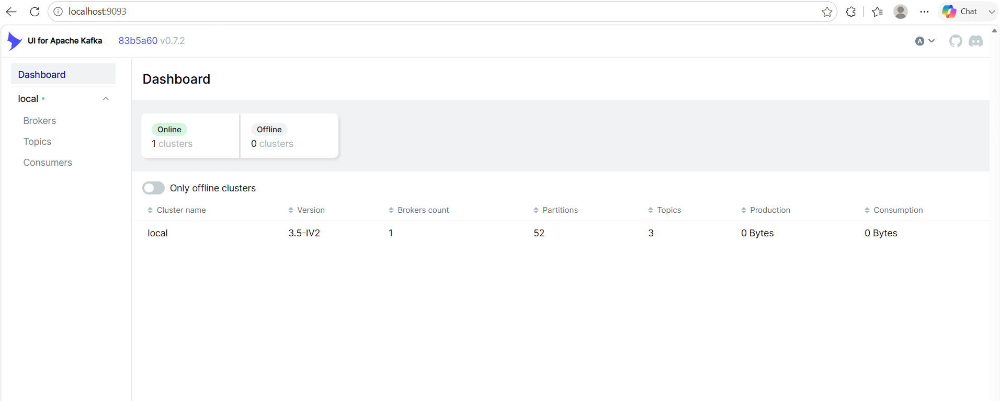 localhost:9093
Chat
UI for Apache Kafka 83b5a60 v0.7.2
A
Dashboard
local
Brokers
Topics
Consumers
Dashboard
Online
1 clusters
Offline
0 clusters
Only offline clusters
Cluster name Version Brokers count Partitions Topics Production Consumption
local 3.5-IV2 1 52 3 0 Bytes 0 Bytes